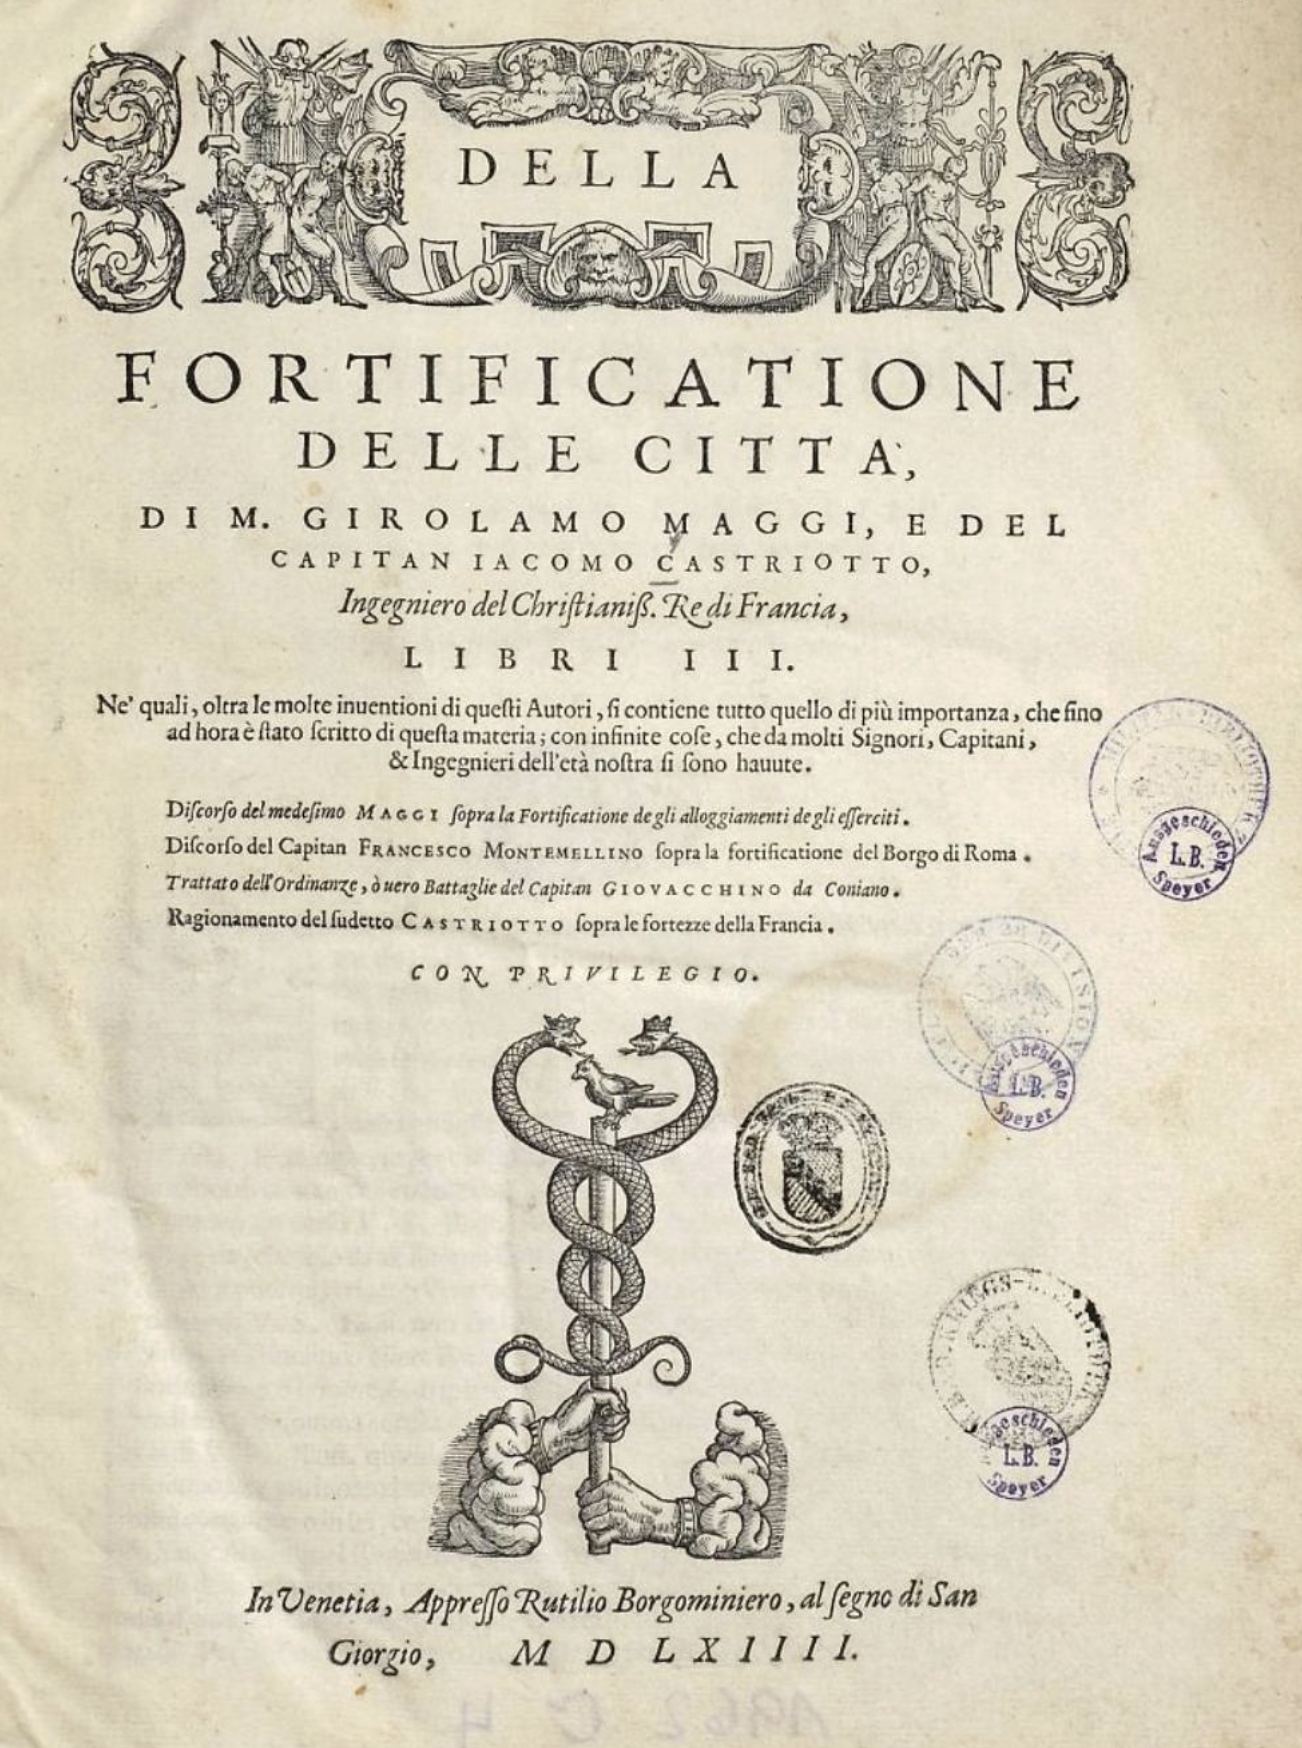 DELLA
FORTIFICATIONE
DELLE CITTA`,
DI M. GIROLAMO MAGGI, E DEL
CAPITAN IACOMO CASTRIOTTO,
Ingegniero del Chriſtianiß. Re di Francia,
LIBRI III.
Ne' quali, oltra le molte inuentioni di queſti Autori, ſi contiene tutto quello di più importanza, che fino
ad hora è ſtato ſcritto di queſta materia; con infinite coſe, che da molti Signori, Capitani,
& Ingegnieri dell'età noſtra ſi ſono hauute.
Diſcorſo del medeſimo MAGGI ſopra la Fortificatione de gli alloggiamenti de gli eſſerciti.
Diſcorſo del Capitan FRANCESCO MONTEMELLINO ſopra la fortificatione del Borgo di Roma.
Trattato dell'Ordinanze, ò uero Battaglie del Capitan GIOVACCHINO da Coniano.
Ragionamento del ſudetto CASTRIOTTO ſopra le fortezze della Francia.
CON PRIVILEGIO.
Ausgeschieden
L.B.
Speyer
Ausgeschieden
L.B.
Speyer
Ausgeschieden
L.B.
Speyer
In Venetia, Appreſſo Rutilio Borgominiero, al ſegno di San
Giorgio, MDLXIIII.